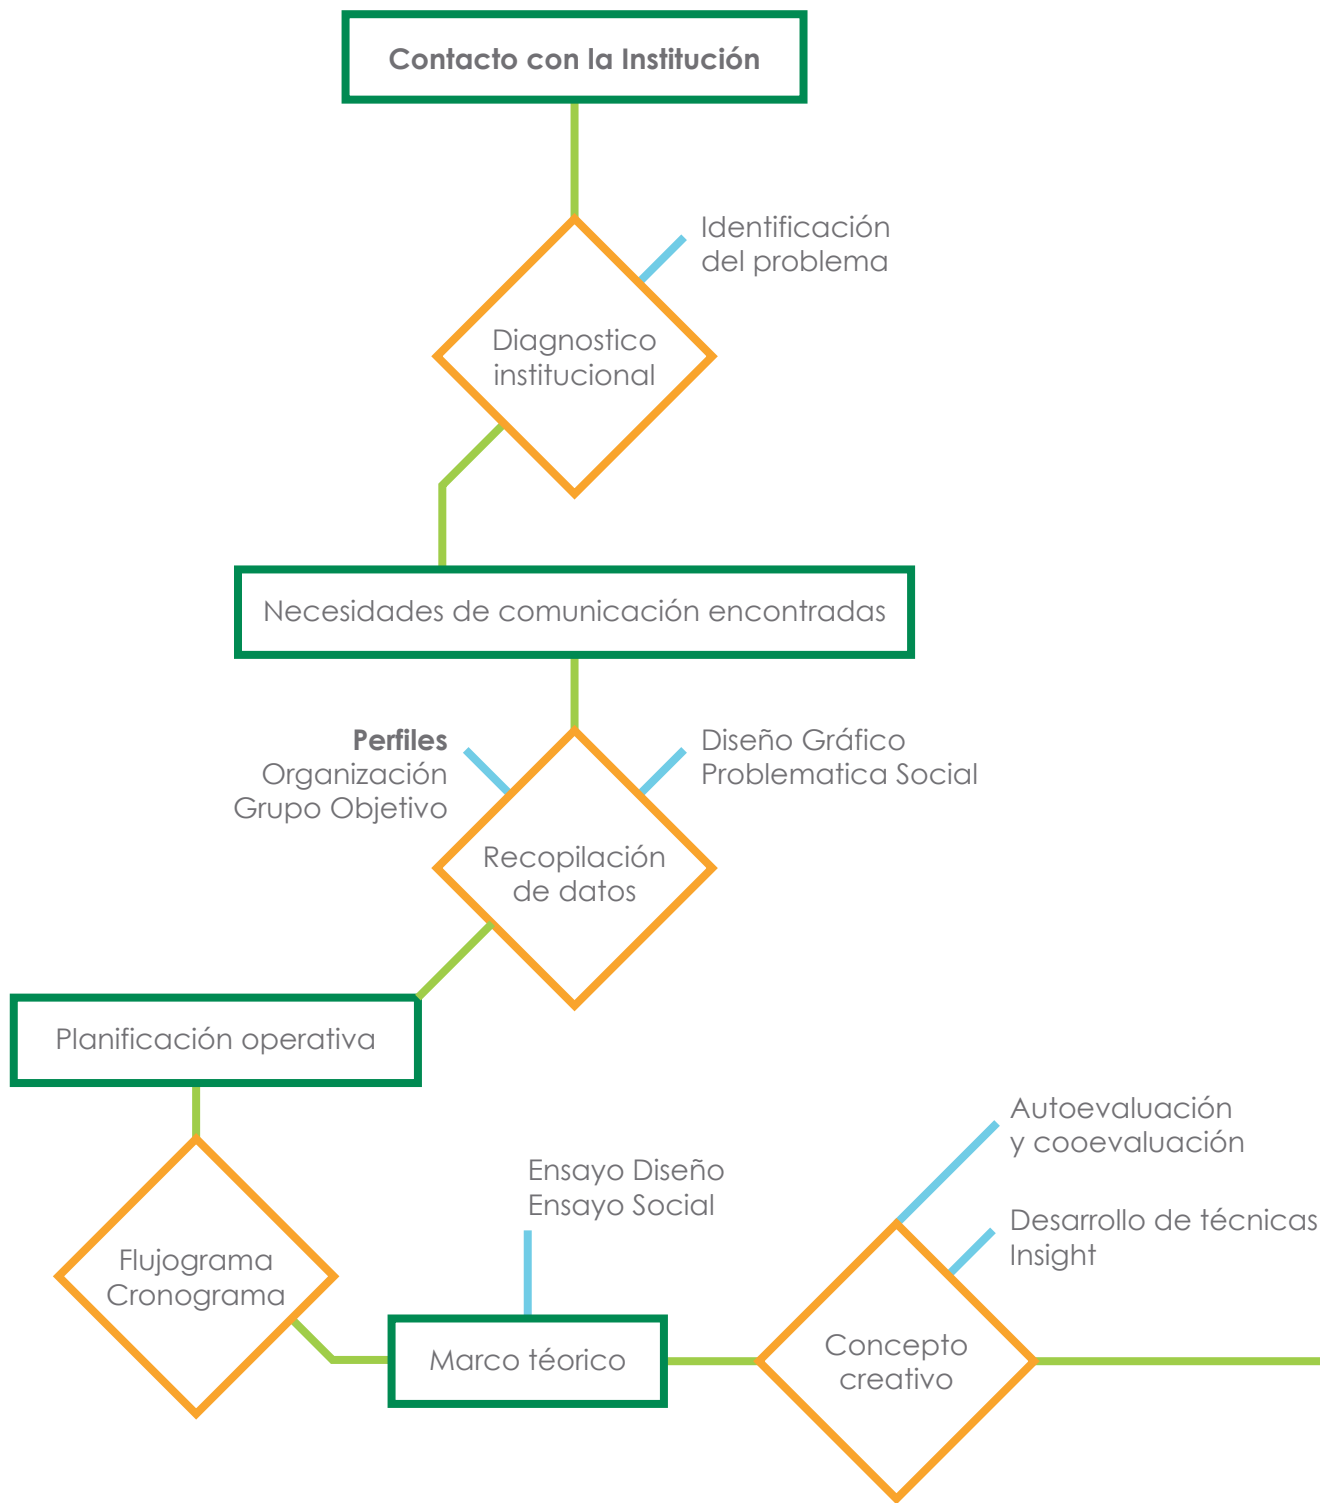 Contacto con la Institución
Identificación
del problema
Diagnostico
institucional
Necesidades de comunicación encontradas
Perfiles
Organización
Grupo Objetivo
Diseño Gráfico
Problematica Social
Recopilación
de datos
Planificación operativa
Flujograma
Cronograma
Ensayo Diseño
Ensayo Social
Marco téorico
Autoevaluación
y cooevaluación
Desarrollo de técnicas
Insight
Concepto
creativo